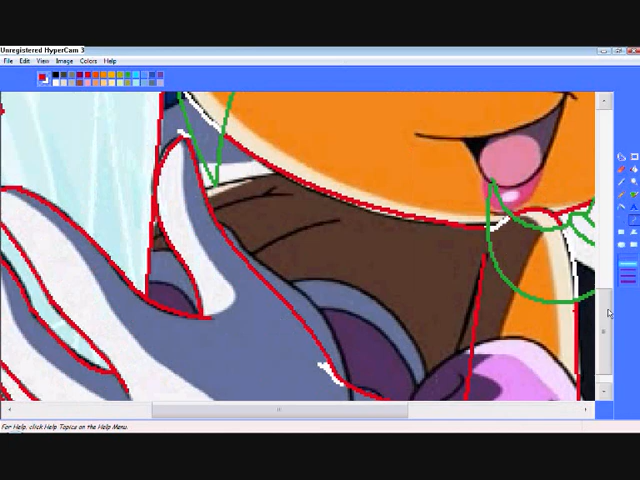 Unregistered HyperCam 3
File Edit View Image Colors Help
For Help, click Help Topics on the Help Menu.